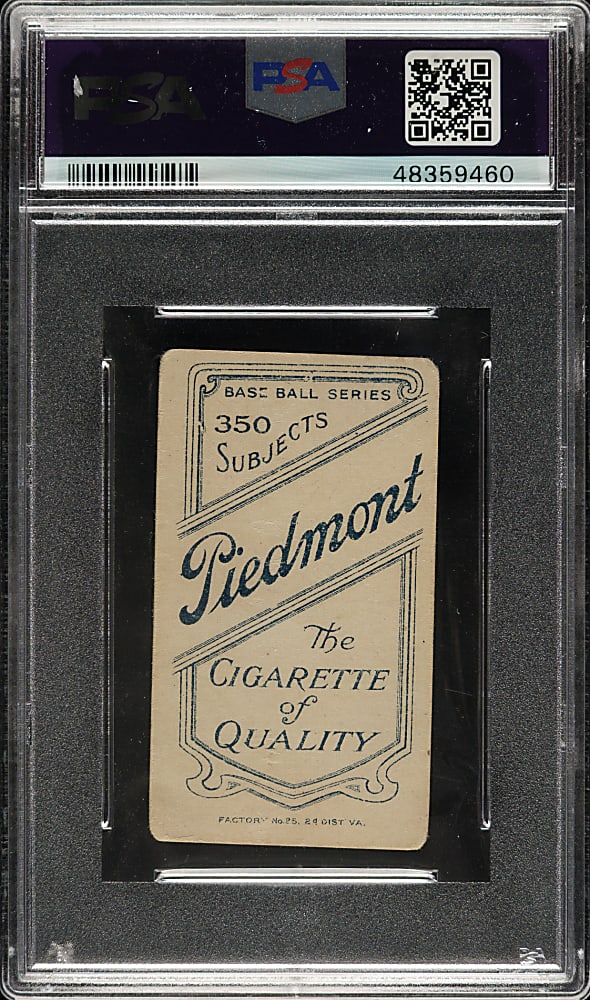 PSA
PSA
48359460
BASE BALL SERIES
350
SUBJECTS
Piedmont
The
CIGARETTE
of
QUALITY
FACTORY No. 25, 2d DIST. VA.